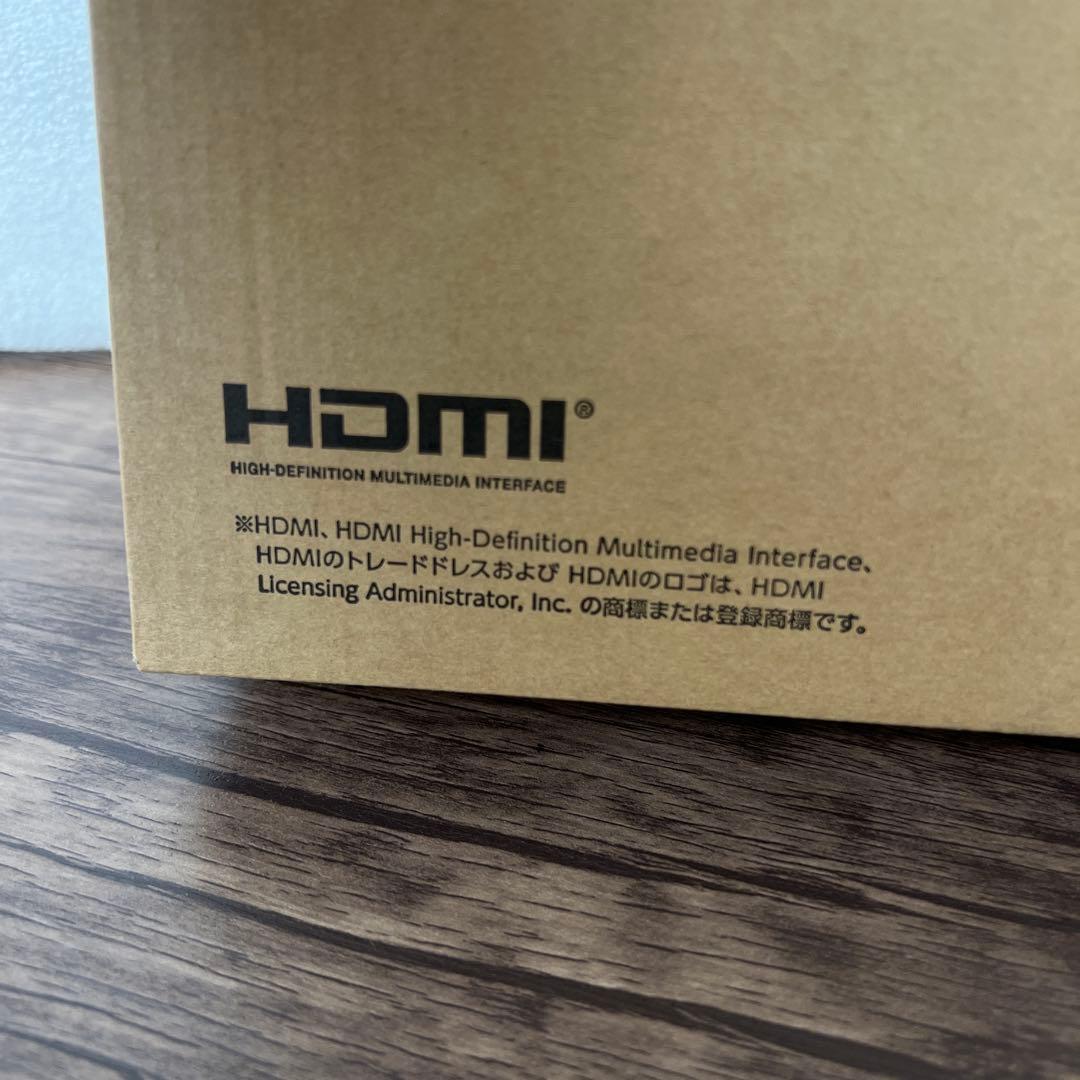 HDMI®
HIGH-DEFINITION MULTIMEDIA INTERFACE
※HDMI、HDMI High-Definition Multimedia Interface、
HDMIのトレードドレスおよび HDMIのロゴは、HDMI
Licensing Administrator, Inc. の商標または登録商標です。